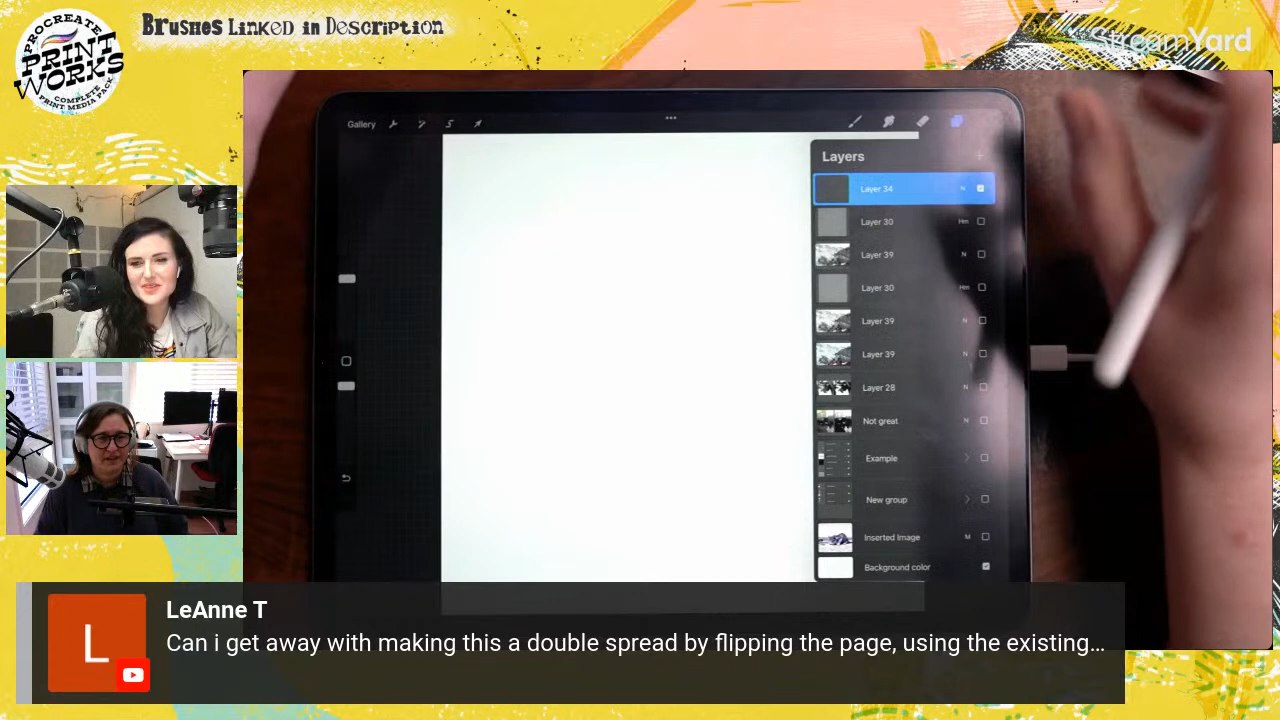 PROCREATE
PRINT
WORKS
COMPLETE
PRINT MEDIA PACK
Brushes Linked in Description
StreamYard
Gallery
Layers
Layer 34
N
Layer 30
Hm
Layer 39
N
Layer 30
Hm
Layer 39
N
Layer 39
N
Layer 28
N
Not great
N
Example
New group
Inserted Image
M
Background color
L
LeAnne T
Can i get away with making this a double spread by flipping the page, using the existing…